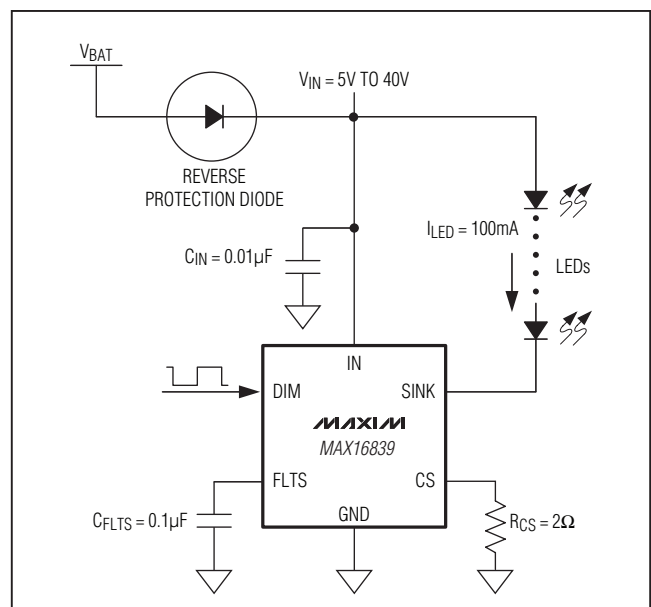 VBAT
VIN = 5V TO 40V
REVERSE
PROTECTION DIODE
ILED = 100mA
CIN = 0.01µF
LEDs
IN
DIM
SINK
MAXIM
MAX16839
FLTS
CS
CFLTS = 0.1µF
GND
RCS = 2Ω